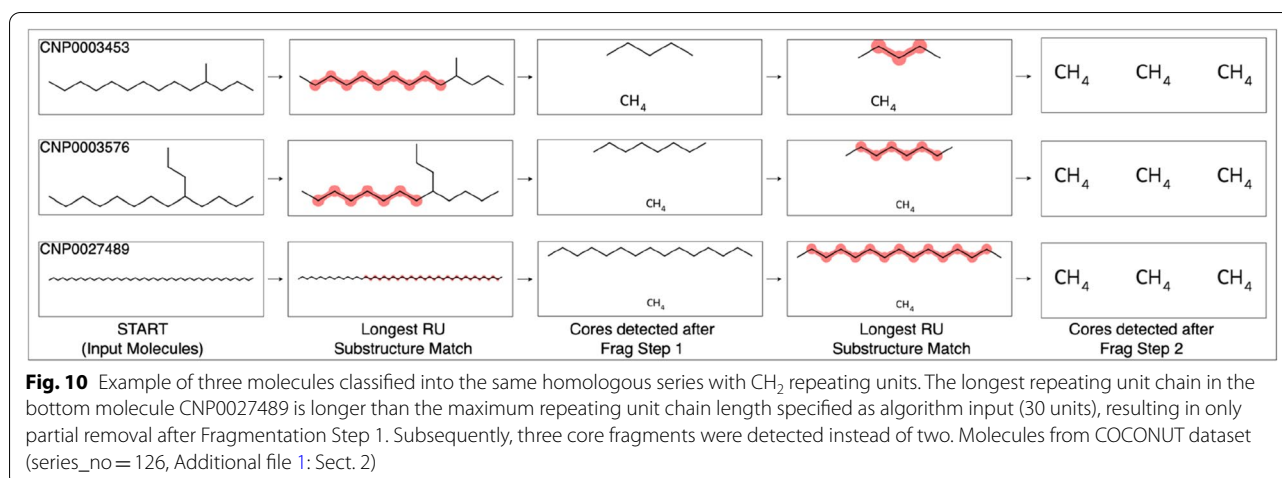 CNP0003453
CH4
CH4
CH4 CH4 CH4
CNP0003576
CH4
CH4
CH4 CH4 CH4
CNP0027489
CH4
CH4
CH4 CH4 CH4
START
(Input Molecules)
Longest RU
Substructure Match
Cores detected after
Frag Step 1
Longest RU
Substructure Match
Cores detected after
Frag Step 2
Fig. 10 Example of three molecules classified into the same homologous series with CH2 repeating units. The longest repeating unit chain in the
bottom molecule CNP0027489 is longer than the maximum repeating unit chain length specified as algorithm input (30 units), resulting in only
partial removal after Fragmentation Step 1. Subsequently, three core fragments were detected instead of two. Molecules from COCONUT dataset
(series_no = 126, Additional file 1: Sect. 2)